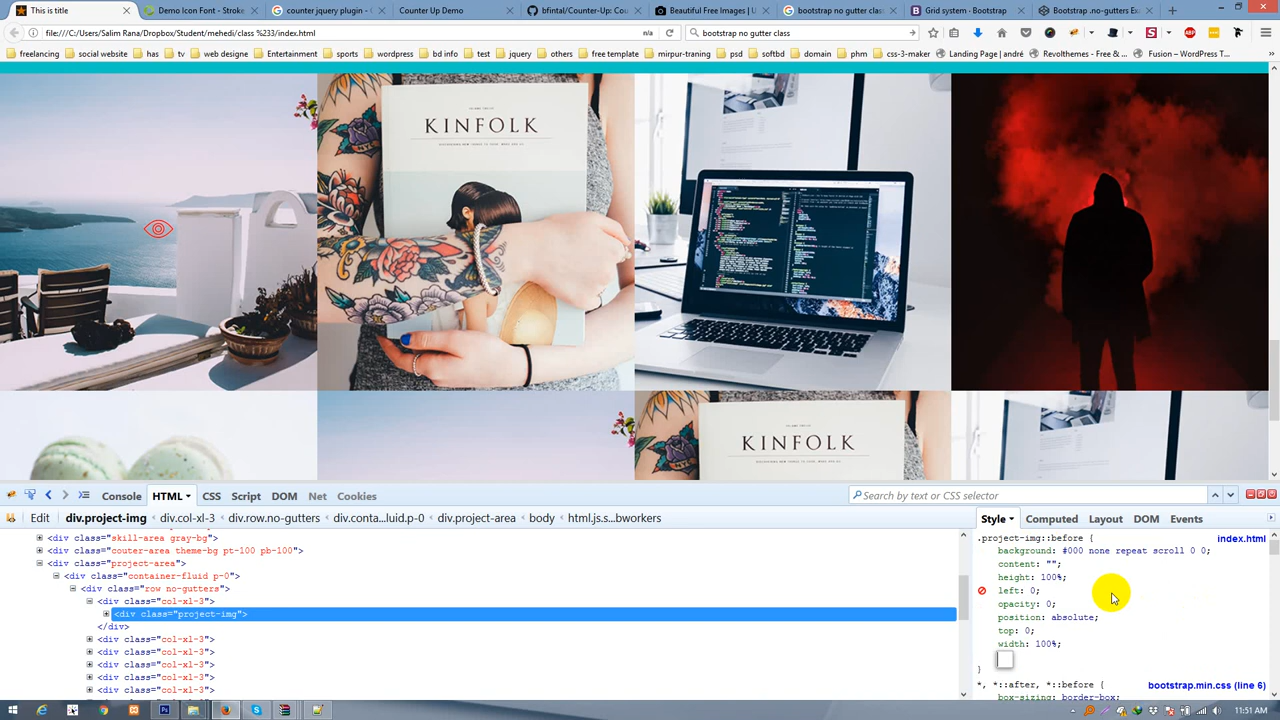 This is title
Demo Icon Font - Stroke
counter jquery plugin - G
Counter Up Demo
bfintal/Counter-Up: Cou
Beautiful Free Images | U
bootstrap no gutter class
Grid system · Bootstrap
Bootstrap .no-gutters Ex
file:///C:/Users/Salim Rana/Dropbox/Student/mehedi/class %233/index.html
n/a
bootstrap no gutter class
freelancing
social website
has
tv
web designe
Entertainment
sports
wordpress
bd info
test
jquery
others
free template
mirpur-traning
psd
softbd
domain
phm
css-3-maker
Landing Page | andré
Revolthemes - Free &
Fusion – WordPress T...
KINFOLK
KINFOLK
Console
HTML
CSS
Script
DOM
Net
Cookies
Search by text or CSS selector
Edit
div.project-img
div.col-xl-3
div.row.no-gutters
div.conta...luid.p-0
div.project-area
body
html.js.s...bworkers
Style
Computed
Layout
DOM
Events
<div class="skill-area gray-bg">
<div class="couter-area theme-bg pt-100 pb-100">
<div class="project-area">
<div class="container-fluid p-0">
<div class="row no-gutters">
<div class="col-xl-3">
<div class="project-img">
</div>
<div class="col-xl-3">
<div class="col-xl-3">
<div class="col-xl-3">
<div class="col-xl-3">
<div class="col-xl-3">
.project-img::before {
index.html
background: #000 none repeat scroll 0 0;
content: "";
height: 100%;
left: 0;
opacity: 0;
position: absolute;
top: 0;
width: 100%;
}
*, *::after, *::before {
bootstrap.min.css (line 6)
box-sizing: border-box;
11:51 AM